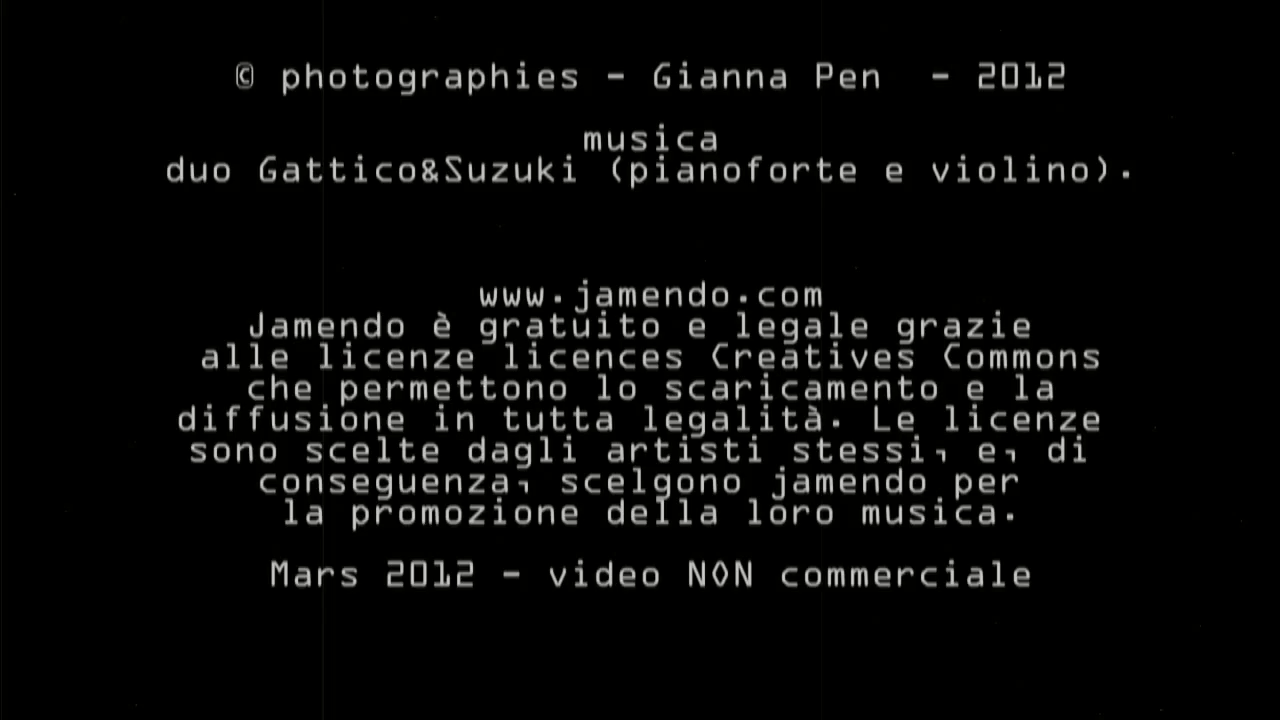 © photographies - Gianna Pen - 2012
musica
duo Gattico&Suzuki (pianoforte e violino).
www.jamendo.com
Jamendo è gratuito e legale grazie
alle licenze licences Creatives Commons
che permettono lo scaricamento e la
diffusione in tutta legalità. Le licenze
sono scelte dagli artisti stessi, e, di
conseguenza, scelgono jamendo per
la promozione della loro musica.
Mars 2012 - video NON commerciale